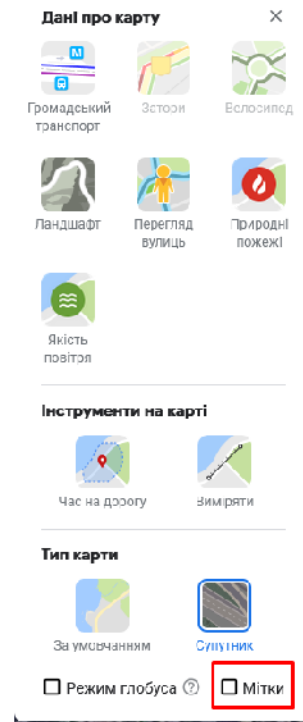 Дані про карту
Громадський
транспорт
Затори
Велосипед
Ландшафт
Перегляд
вулиць
Природні
пожежі
Якість
повітря
Інструменти на карті
Час на дорогу
Виміряти
Тип карти
За умовчанням
Супутник
Режим глобуса
Мітки